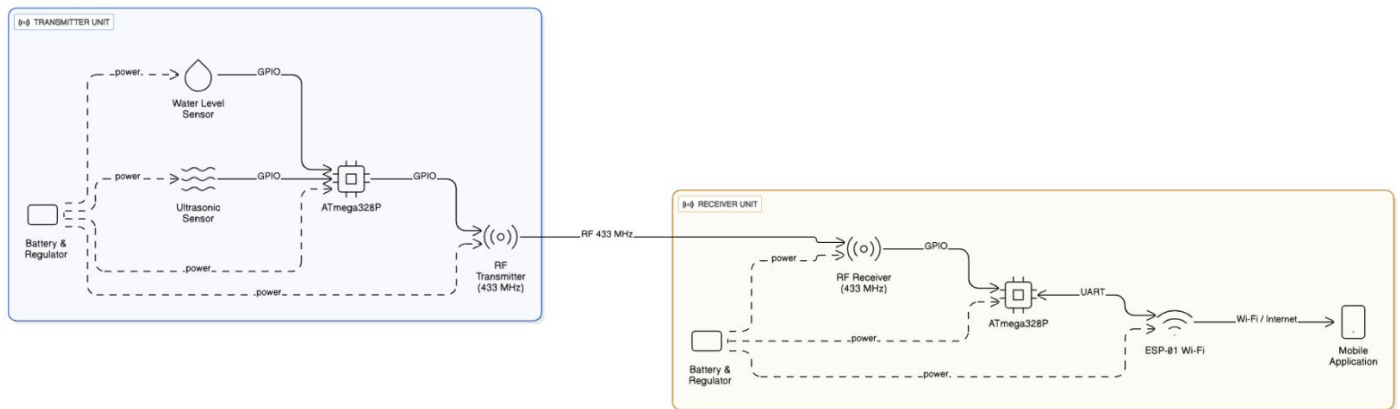 TRANSMITTER UNIT
power
GPIO
Water Level
Sensor
power
GPIO
Ultrasonic
Sensor
ATmega328P
GPIO
Battery &
Regulator
power
power
RF
Transmitter
(433 MHz)
RF 433 MHz
RECEIVER UNIT
power
GPIO
RF Receiver
(433 MHz)
ATmega328P
UART
Battery &
Regulator
power
power
ESP-01 Wi-Fi
Wi-Fi / Internet
Mobile
Application